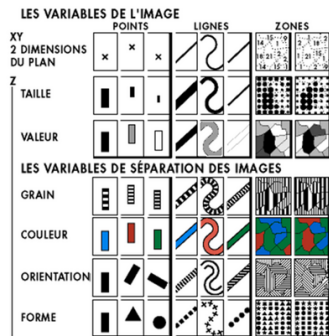 LES VARIABLES DE L'IMAGE
POINTS LIGNES ZONES
XY
2 DIMENSIONS
DU PLAN
Z
TAILLE
VALEUR
LES VARIABLES DE SÉPARATION DES IMAGES
GRAIN
COULEUR
ORIENTATION
FORME